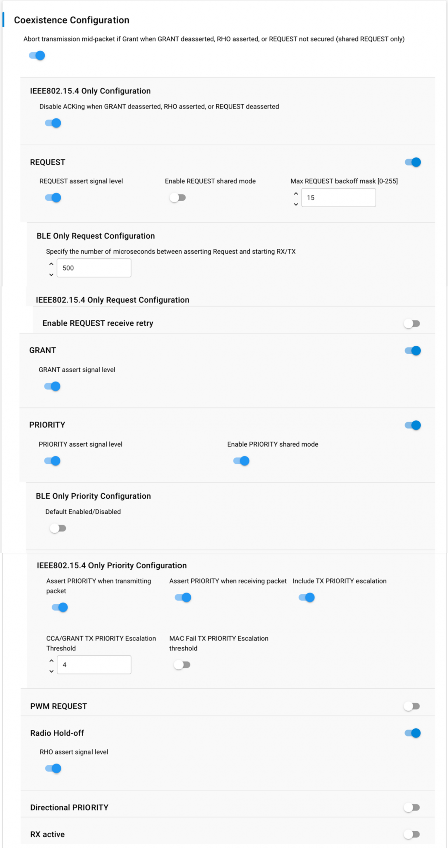 Coexistence Configuration
Abort transmission mid-packet if Grant when GRANT deasserted, RHO asserted, or REQUEST not secured (shared REQUEST only)
IEEE802.15.4 Only Configuration
Disable ACKing when GRANT deasserted, RHO asserted, or REQUEST deasserted
REQUEST
REQUEST assert signal level
Enable REQUEST shared mode
Max REQUEST backoff mask [0-255]
15
BLE Only Request Configuration
Specify the number of microseconds between asserting Request and starting RX/TX
500
IEEE802.15.4 Only Request Configuration
Enable REQUEST receive retry
GRANT
GRANT assert signal level
PRIORITY
PRIORITY assert signal level
Enable PRIORITY shared mode
BLE Only Priority Configuration
Default Enabled/Disabled
IEEE802.15.4 Only Priority Configuration
Assert PRIORITY when transmitting
packet
Assert PRIORITY when receiving packet
Include TX PRIORITY escalation
CCA/GRANT TX PRIORITY Escalation
Threshold
4
MAC Fail TX PRIORITY Escalation
threshold
PWM REQUEST
Radio Hold-off
RHO assert signal level
Directional PRIORITY
RX active